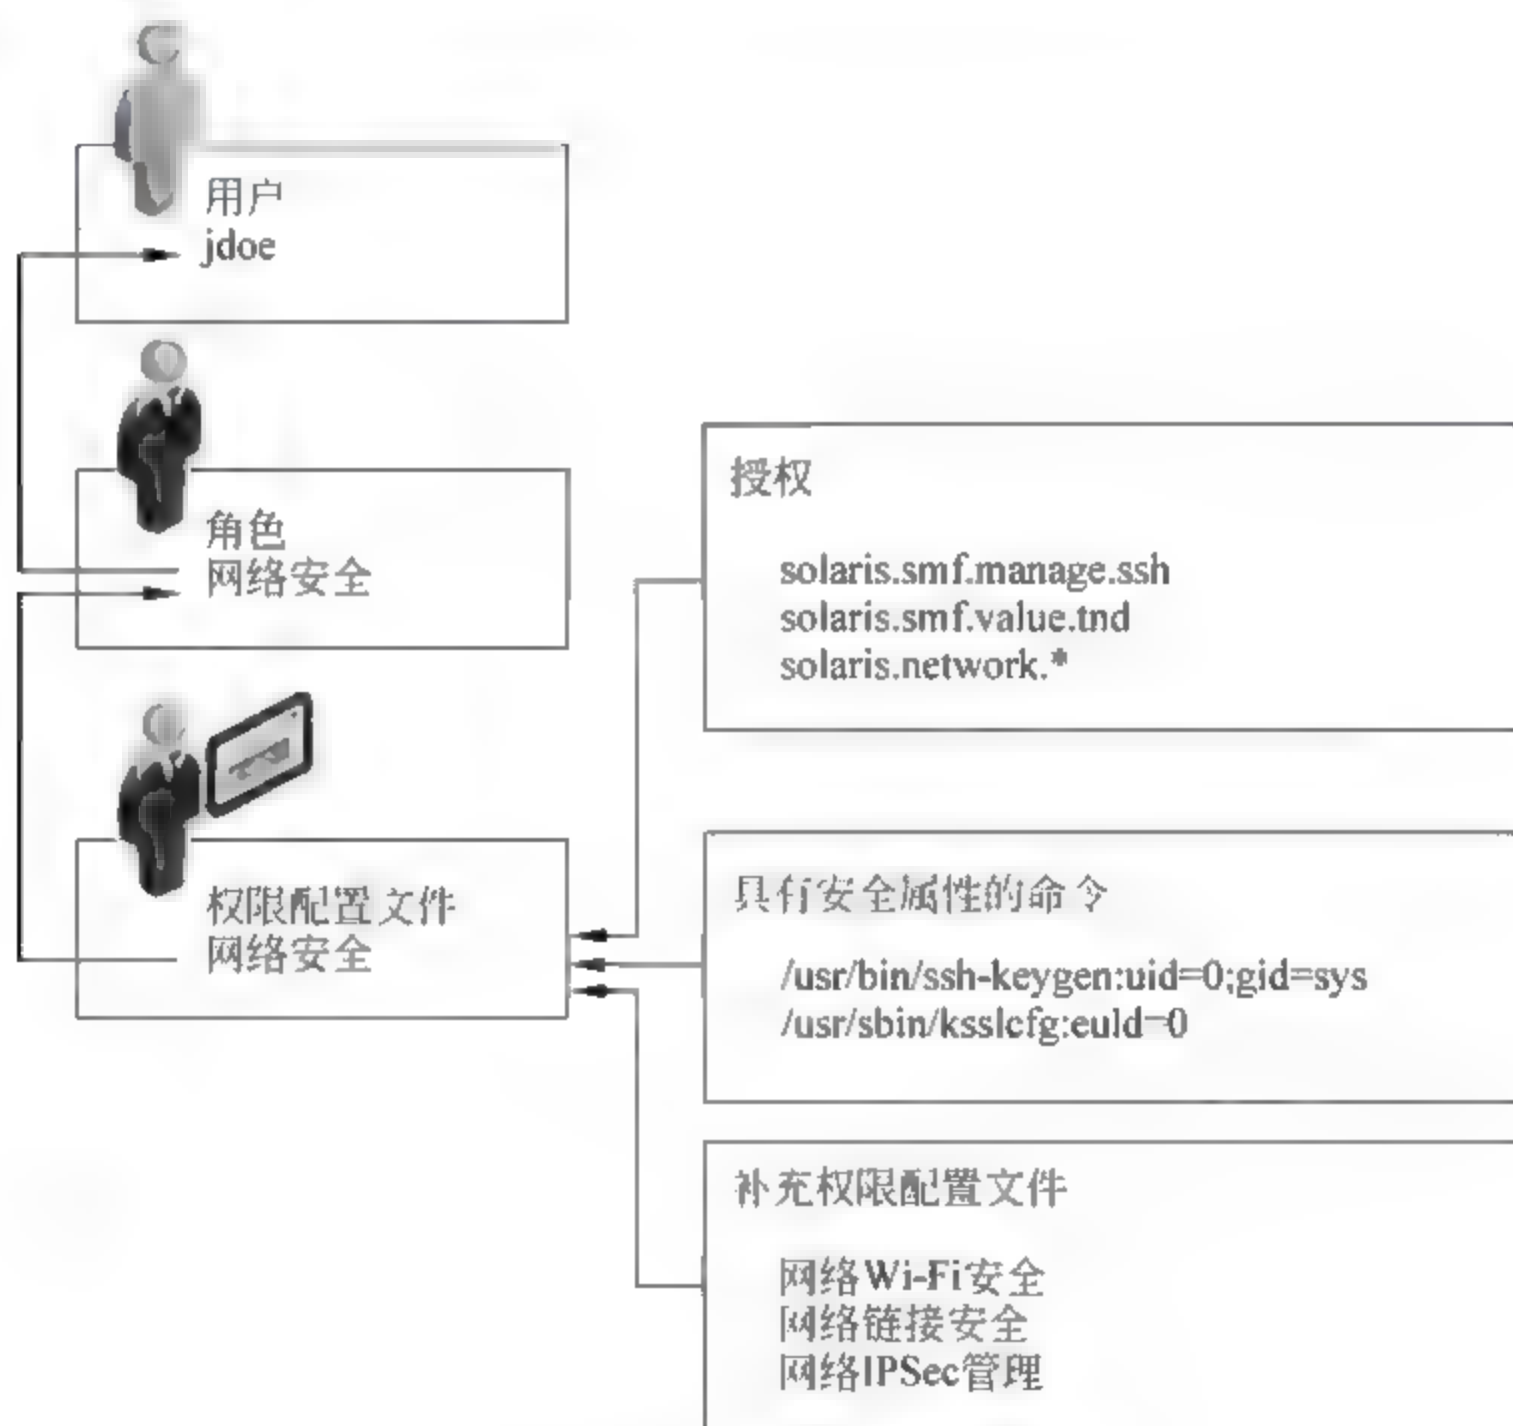 用户
jdoe
角色
网络安全
权限配置文件
网络安全
授权
solaris.smf.manage.ssh
solaris.smf.value.tnd
solaris.network.*
具有安全属性的命令
/usr/bin/ssh-keygen:uid=0;gid=sys
/usr/sbin/ksslcfg:euld=0
补充权限配置文件
网络Wi-Fi安全
网络链接安全
网络IPSec管理